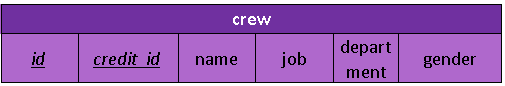 crew
id credit_id name job depart
ment gender